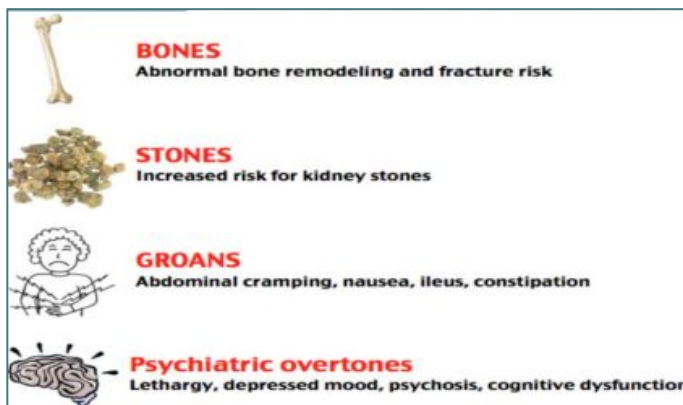 BONES
Abnormal bone remodeling and fracture risk
STONES
Increased risk for kidney stones
GROANS
Abdominal cramping, nausea, ileus, constipation
Psychiatric overtones
Lethargy, depressed mood, psychosis, cognitive dysfunction